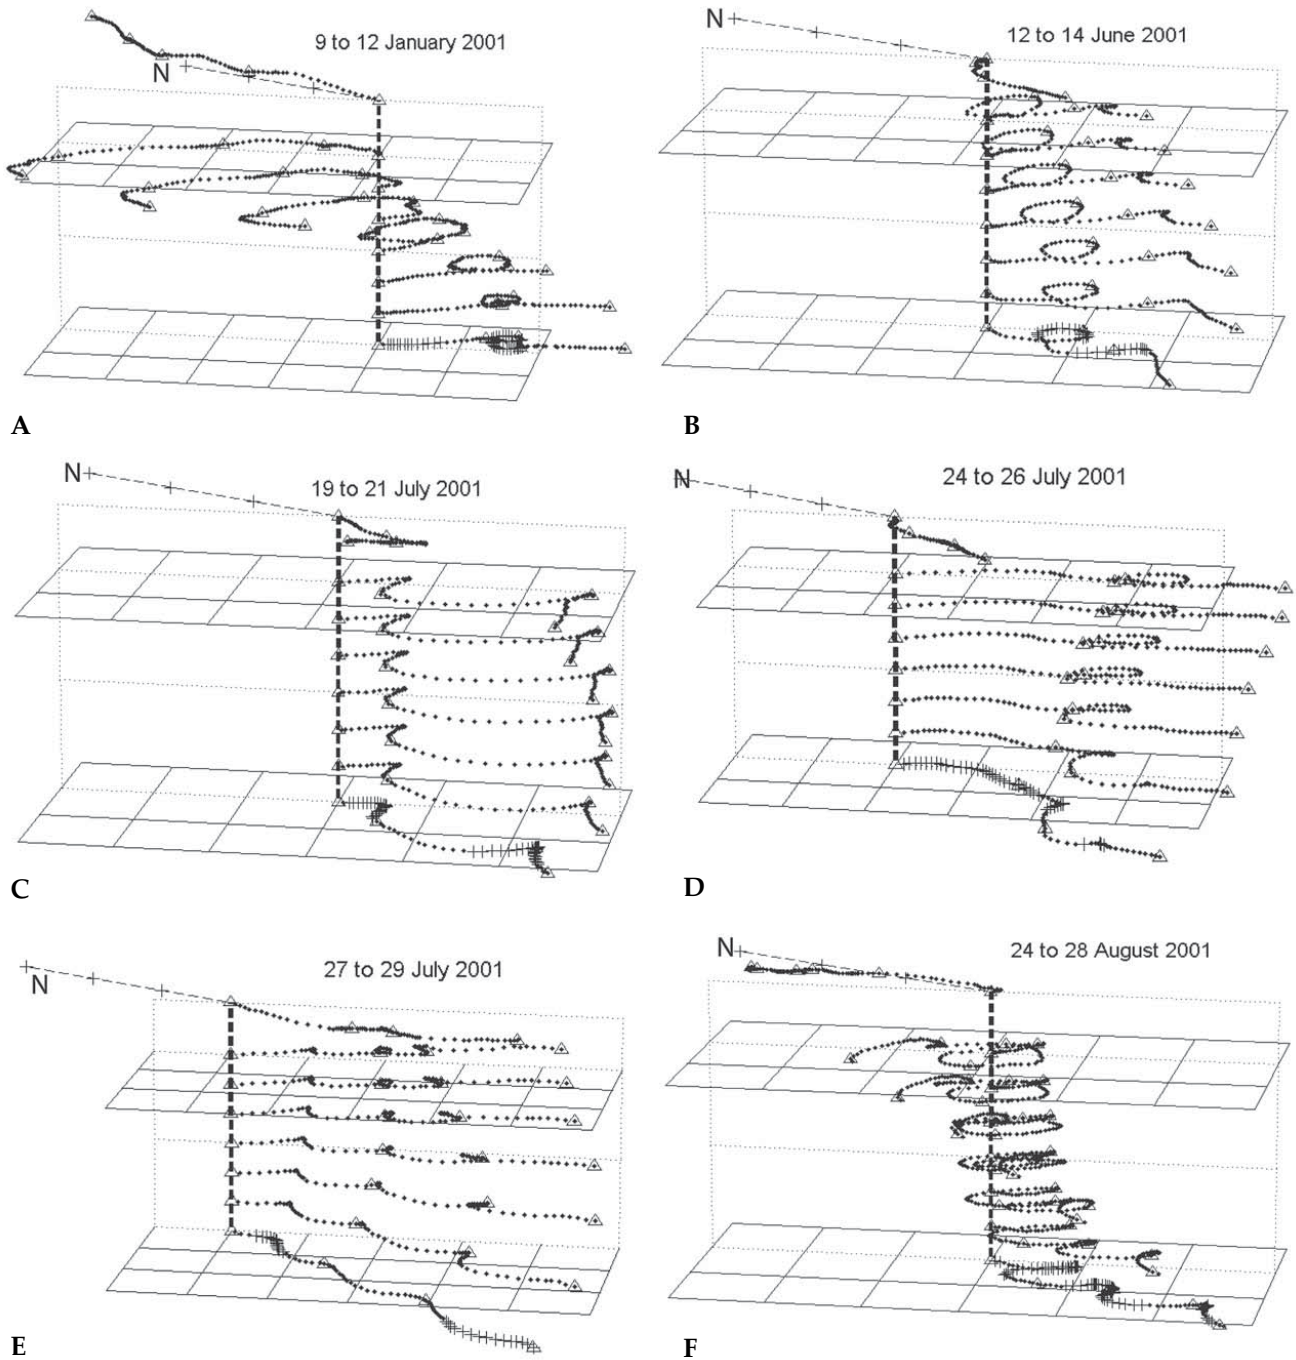 N
9 to 12 January 2001
N
12 to 14 June 2001
A
B
N
19 to 21 July 2001
N
24 to 26 July 2001
C
D
N
27 to 29 July 2001
N
24 to 28 August 2001
E
F